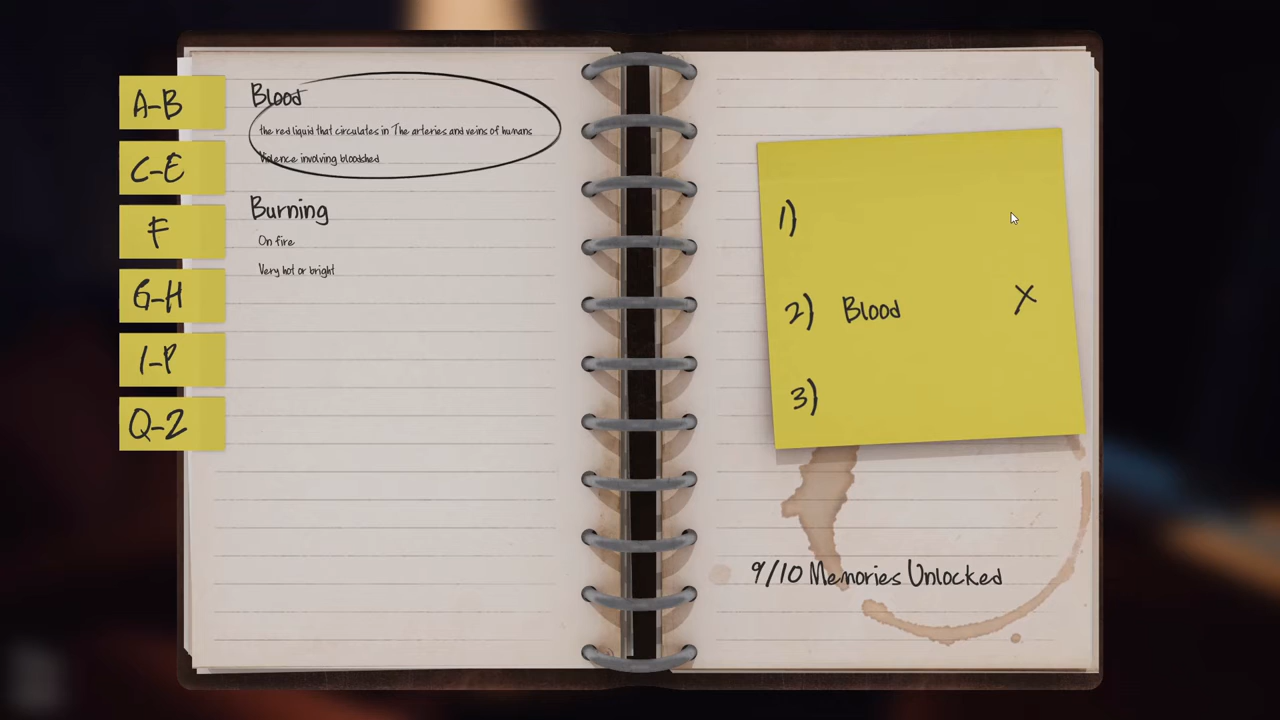 A-B
C-E
F
G-H
I-P
Q-Z
Blood
the red liquid that circulates in The arteries and veins of humans
Violence involving bloodshed
Burning
On fire
Very hot or bright
1)
2) Blood X
3)
9/10 Memories Unlocked